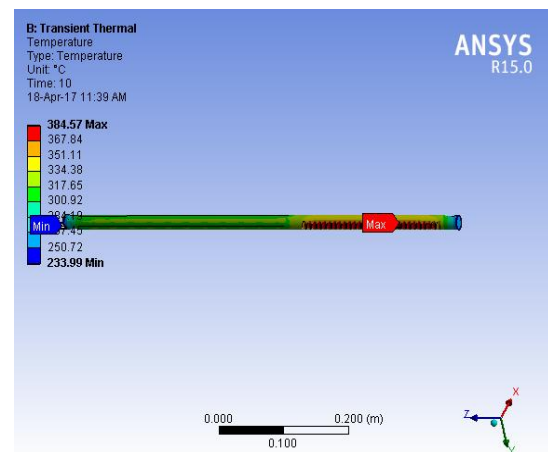 B: Transient Thermal
Temperature
Type: Temperature
Unit: °C
Time: 10
18-Apr-17 11:39 AM
ANSYS
R15.0
384.57 Max
367.84
351.11
334.38
317.65
300.92
Min
Max
250.72
233.99 Min
0.000
0.200 (m)
0.100
X
Z
Y